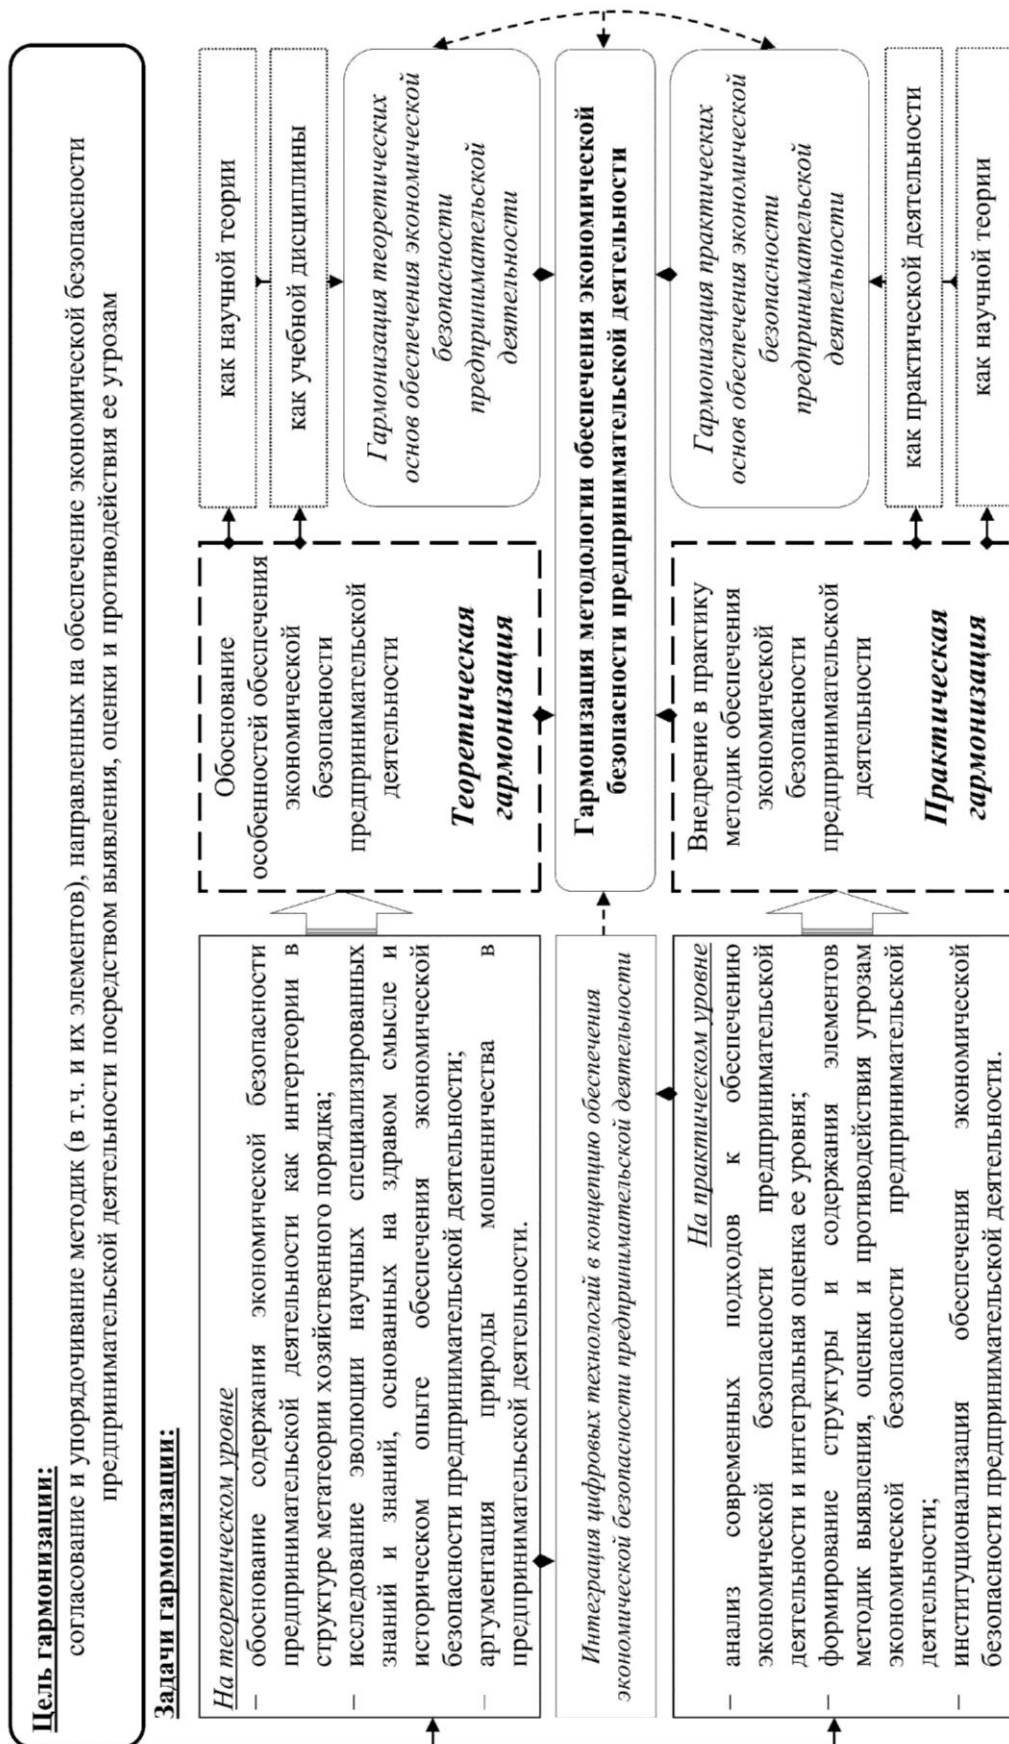 Цель гармонизации:
согласование и упорядочивание методик (в т.ч. и их элементов), направленных на обеспечение экономической безопасности
предпринимательской деятельности посредством выявления, оценки и противодействия ее угрозам
Задачи гармонизации:
На теоретическом уровне
– обоснование содержания экономической безопасности
предпринимательской деятельности как интертеории в
структуре метатеории хозяйственного порядка;
– исследование эволюции научных специализированных
знаний и знаний, основанных на здравом смысле и
историческом опыте обеспечения экономической
безопасности предпринимательской деятельности;
– аргументация природы мошенничества в
предпринимательской деятельности.
Обоснование
особенностей обеспечения
экономической
безопасности
предпринимательской
деятельности
Теоретическая
гармонизация
как научной теории
как учебной дисциплины
Гармонизация теоретических
основ обеспечения экономической
безопасности
предпринимательской
деятельности
Интеграция цифровых технологий в концепцию обеспечения
экономической безопасности предпринимательской деятельности
Гармонизация методологии обеспечения экономической
безопасности предпринимательской деятельности
На практическом уровне
– анализ современных подходов к обеспечению
экономической безопасности предпринимательской
деятельности и интегральная оценка ее уровня;
– формирование структуры и содержания элементов
методик выявления, оценки и противодействия угрозам
экономической безопасности предпринимательской
деятельности;
– институционализация обеспечения экономической
безопасности предпринимательской деятельности.
Внедрение в практику
методик обеспечения
экономической
безопасности
предпринимательской
деятельности
Практическая
гармонизация
Гармонизация практических
основ обеспечения экономической
безопасности
предпринимательской
деятельности
как практической деятельности
как научной теории